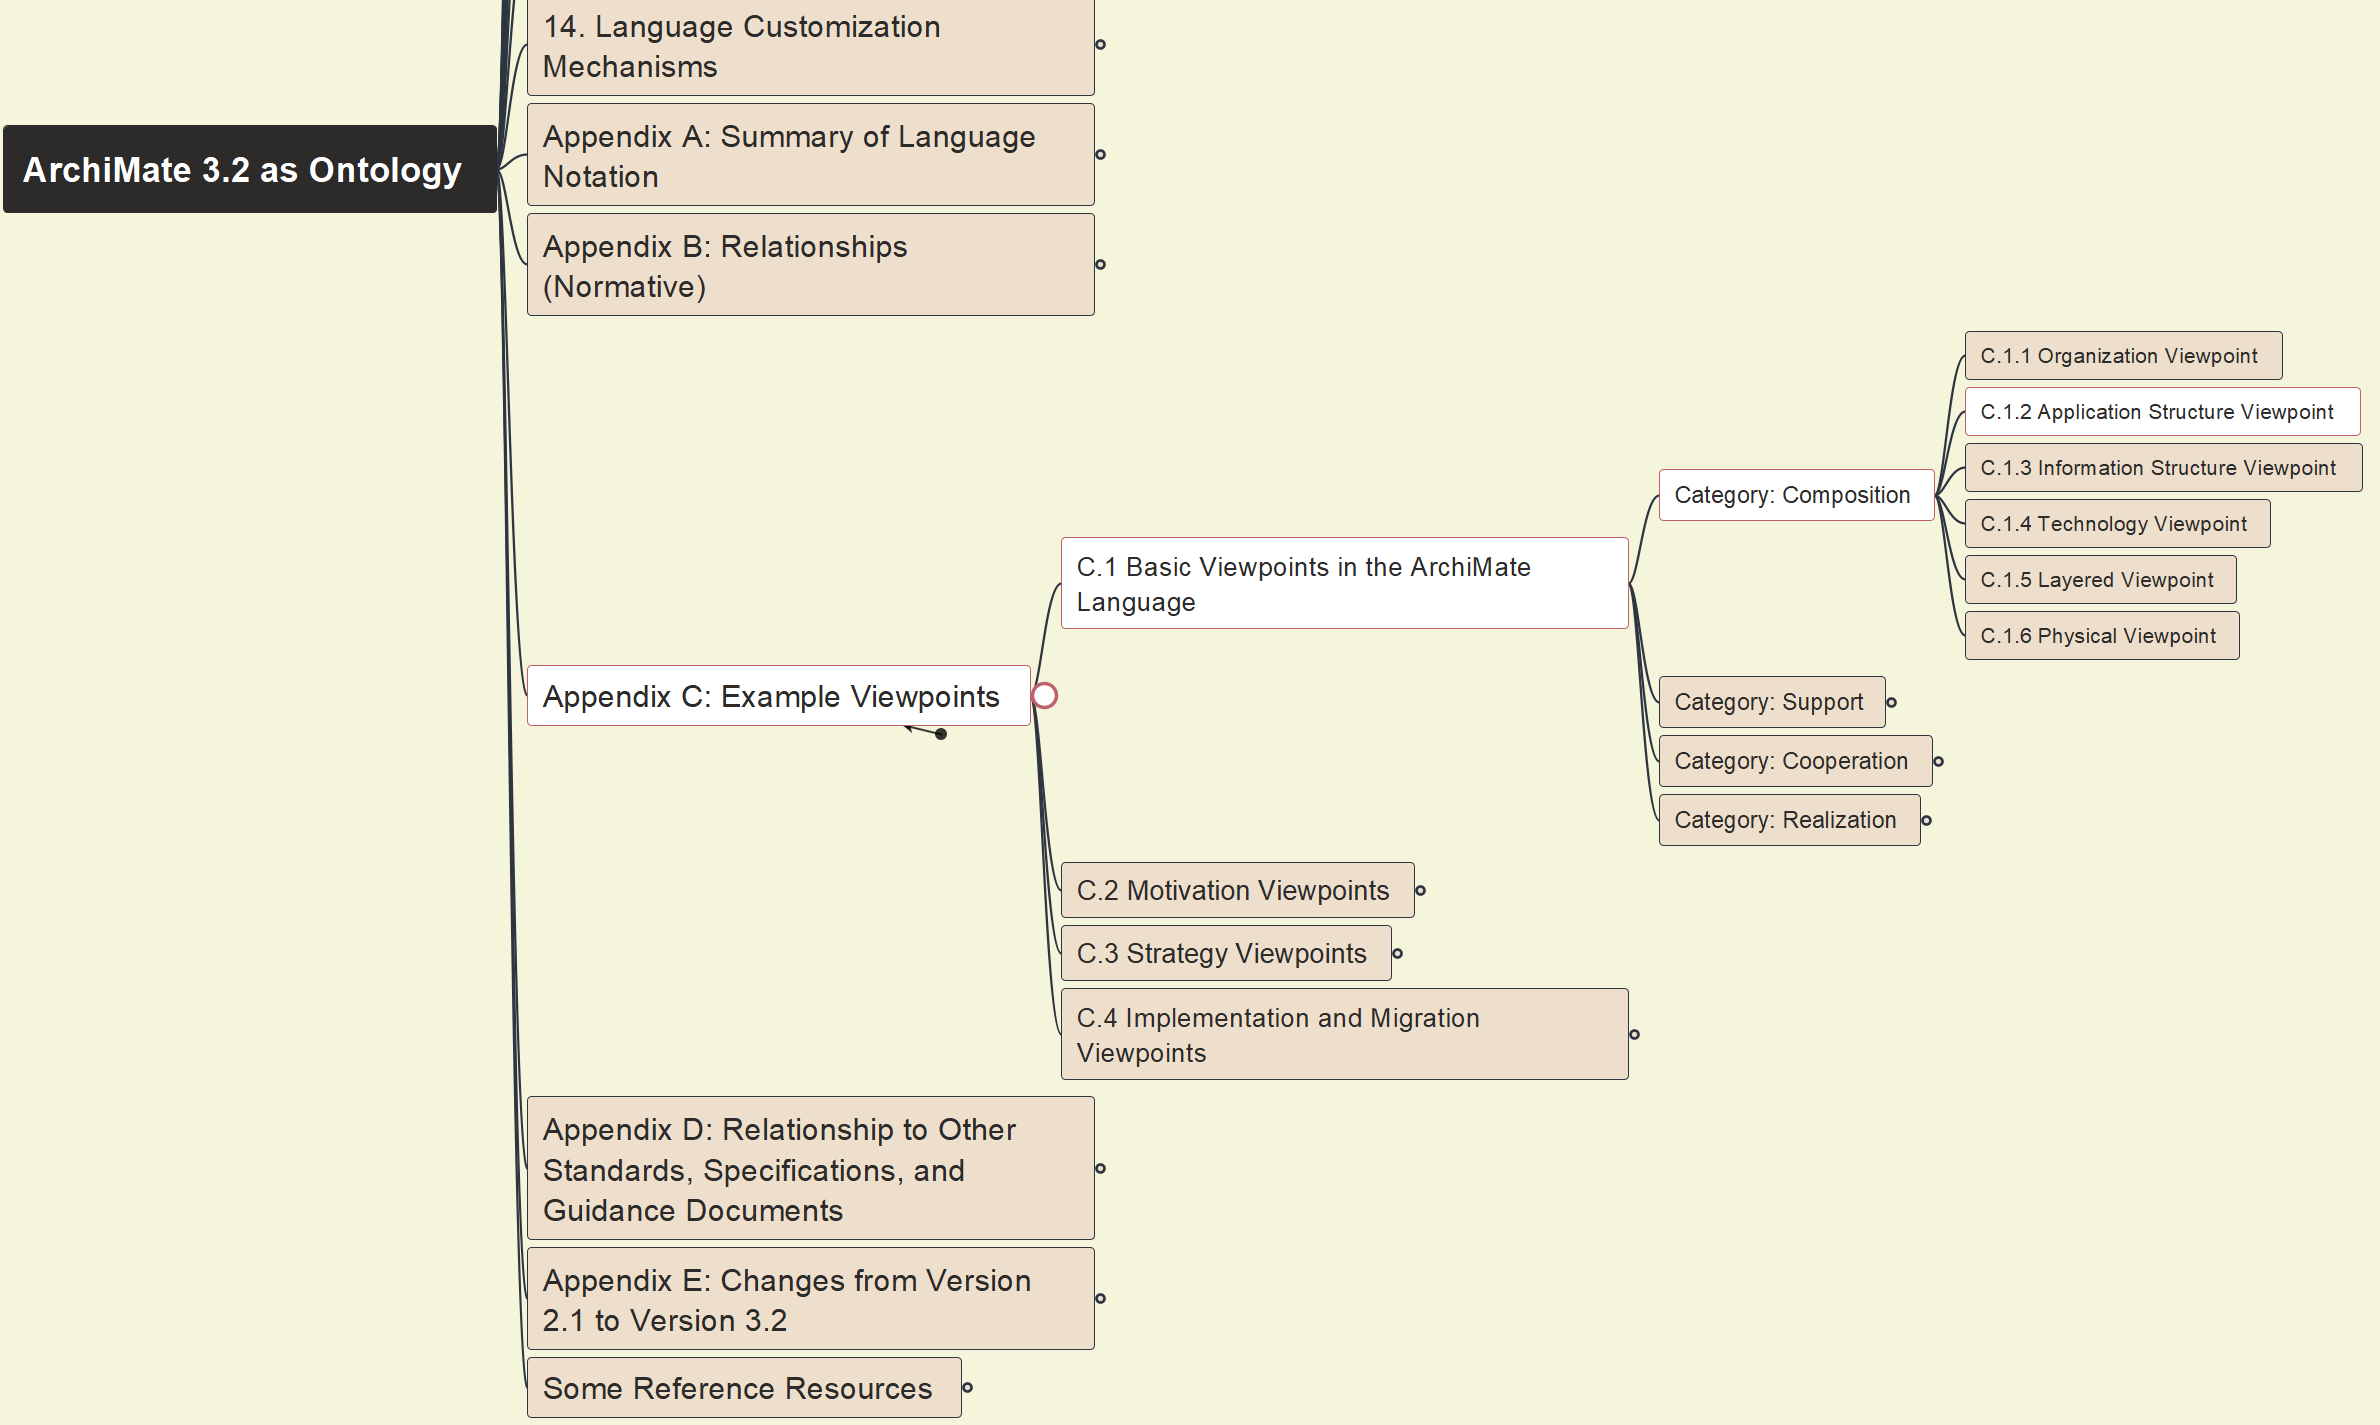 14. Language Customization
Mechanisms
ArchiMate 3.2 as Ontology
Appendix A: Summary of Language
Notation
Appendix B: Relationships
(Normative)
Appendix C: Example Viewpoints
C.1 Basic Viewpoints in the ArchiMate
Language
Category: Composition
C.1.1 Organization Viewpoint
C.1.2 Application Structure Viewpoint
C.1.3 Information Structure Viewpoint
C.1.4 Technology Viewpoint
C.1.5 Layered Viewpoint
C.1.6 Physical Viewpoint
Category: Support
Category: Cooperation
Category: Realization
C.2 Motivation Viewpoints
C.3 Strategy Viewpoints
C.4 Implementation and Migration
Viewpoints
Appendix D: Relationship to Other
Standards, Specifications, and
Guidance Documents
Appendix E: Changes from Version
2.1 to Version 3.2
Some Reference Resources